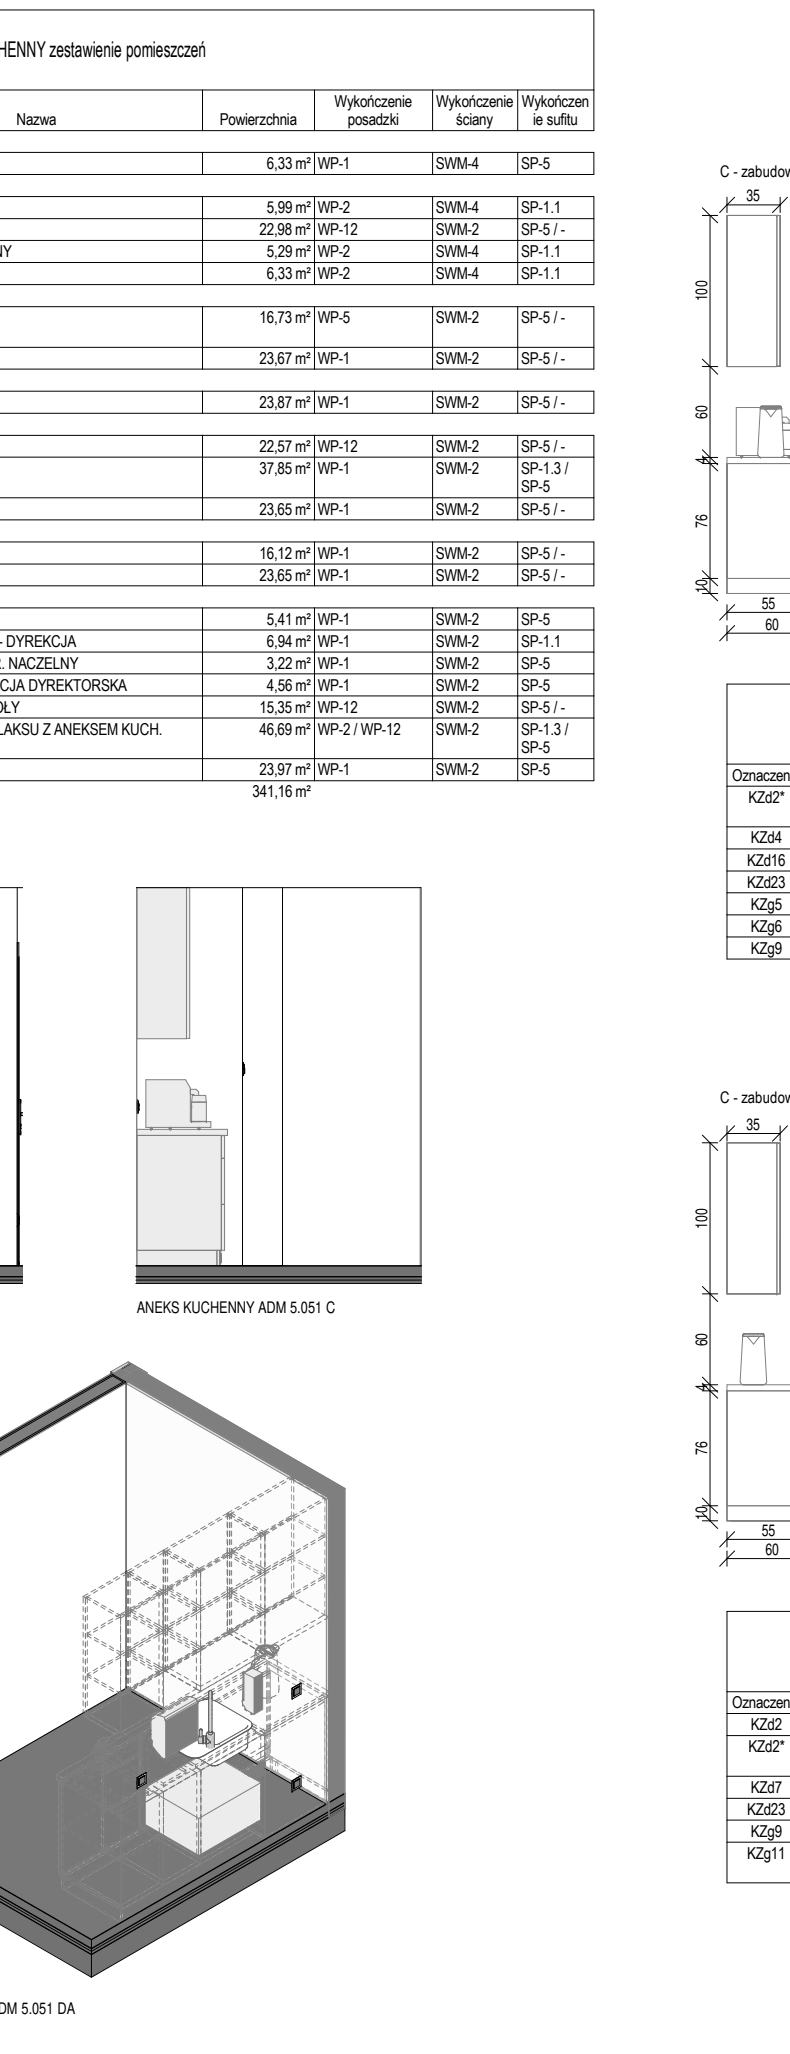 HENNY zestawienie pomieszczeń
Nazwa Powierzchnia Wykończenie posadzki Wykończenie ściany Wykończen ie sufitu
6,33 m² WP-1 SWM-4 SP-5
5,99 m² WP-2 SWM-4 SP-1.1
22,98 m² WP-12 SWM-2 SP-5 / -
NY 5,29 m² WP-2 SWM-4 SP-1.1
6,33 m² WP-2 SWM-4 SP-1.1
16,73 m² WP-5 SWM-2 SP-5 / -
23,67 m² WP-1 SWM-2 SP-5 / -
23,87 m² WP-1 SWM-2 SP-5 / -
22,57 m² WP-12 SWM-2 SP-5 / -
37,85 m² WP-1 SWM-2 SP-1.3 /
SP-5
23,65 m² WP-1 SWM-2 SP-5 / -
16,12 m² WP-1 SWM-2 SP-5 / -
23,65 m² WP-1 SWM-2 SP-5 / -
5,41 m² WP-1 SWM-2 SP-5
- DYREKCJA 6,94 m² WP-1 SWM-2 SP-1.1
R. NACZELNY 3,22 m² WP-1 SWM-2 SP-5
CJA DYREKTORSKA 4,56 m² WP-1 SWM-2 SP-5
OŁY 15,35 m² WP-12 SWM-2 SP-5 / -
LAKSU Z ANEKSEM KUCH. 46,69 m² WP-2 / WP-12 SWM-2 SP-1.3 /
SP-5
23,97 m² WP-1 SWM-2 SP-5
341,16 m²
ANEKS KUCHENNY ADM 5.051 C
DM 5.051 DA
C - zabudow
35
100
60
4
76
10
55
60
Oznaczen
KZd2*
KZd4
KZd16
KZd23
KZg5
KZg6
KZg9
C - zabudow
35
100
60
4
76
10
55
60
Oznaczen
KZd2
KZd2*
KZd7
KZd23
KZg9
KZg11